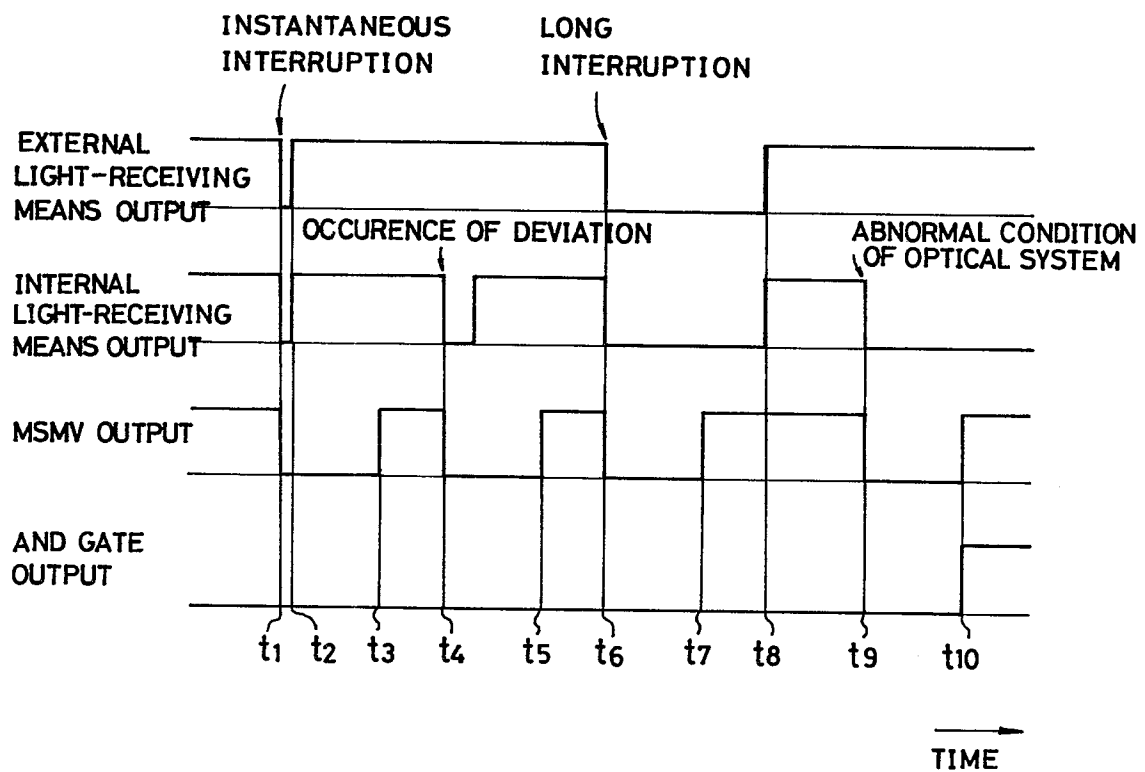 INSTANTANEOUS
INTERRUPTION
LONG
INTERRUPTION
EXTERNAL
LIGHT-RECEIVING
MEANS OUTPUT
OCCURENCE OF DEVIATION
ABNORMAL CONDITION
OF OPTICAL SYSTEM
INTERNAL
LIGHT-RECEIVING
MEANS OUTPUT
MSMV OUTPUT
AND GATE
OUTPUT
t1 t2 t3 t4 t5 t6 t7 t8 t9 t10
TIME